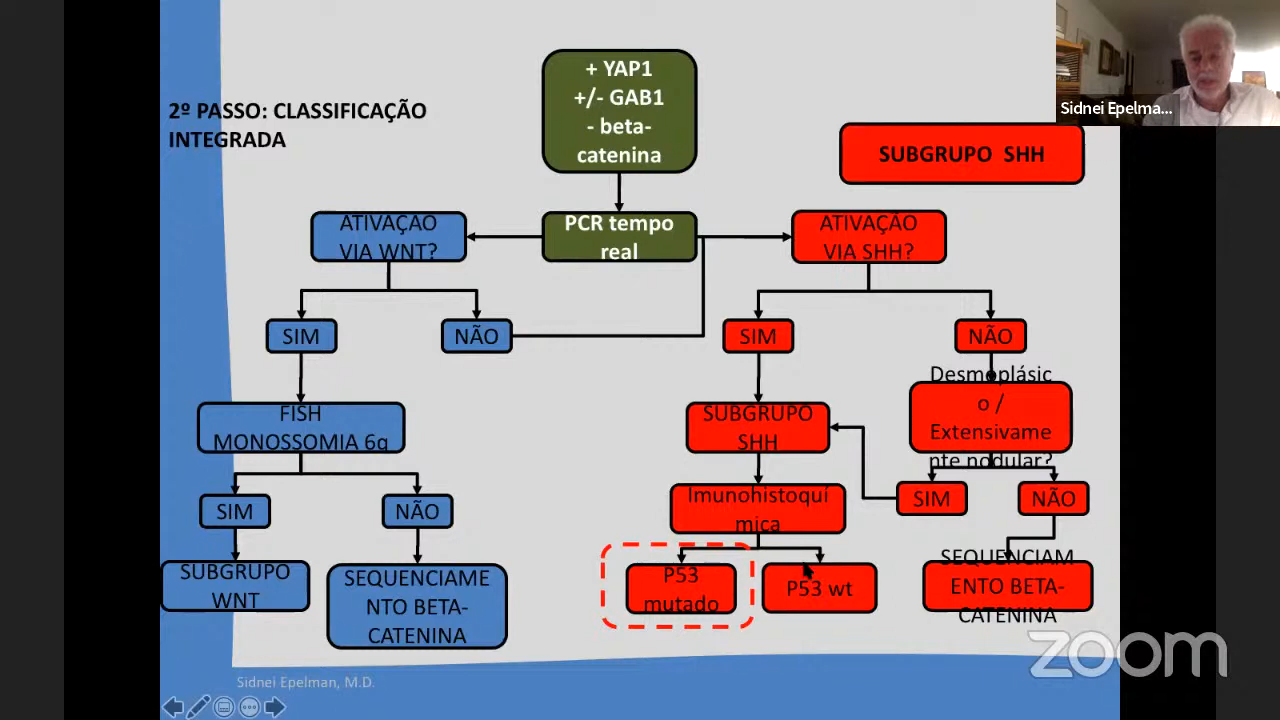 2º PASSO: CLASSIFICAÇÃO
INTEGRADA
+ YAP1
+/- GAB1
- beta-
catenina
Sidnei Epelma...
SUBGRUPO SHH
ATIVAÇÃO
VIA WNT?
PCR tempo
real
ATIVAÇÃO
VIA SHH?
SIM
NÃO
SIM
NÃO
FISH
MONOSSOMIA 6q
SUBGRUPO
SHH
Desmoplásic
o /
Extensivame
nte nodular?
SIM
NÃO
Imunohistoquí
mica
SIM
NÃO
SUBGRUPO
WNT
SEQUENCIAME
NTO BETA-
CATENINA
P53
mutado
P53 wt
SEQUENCIAM
ENTO BETA-
CATENINA
zoom
Sidnei Epelman, M.D.